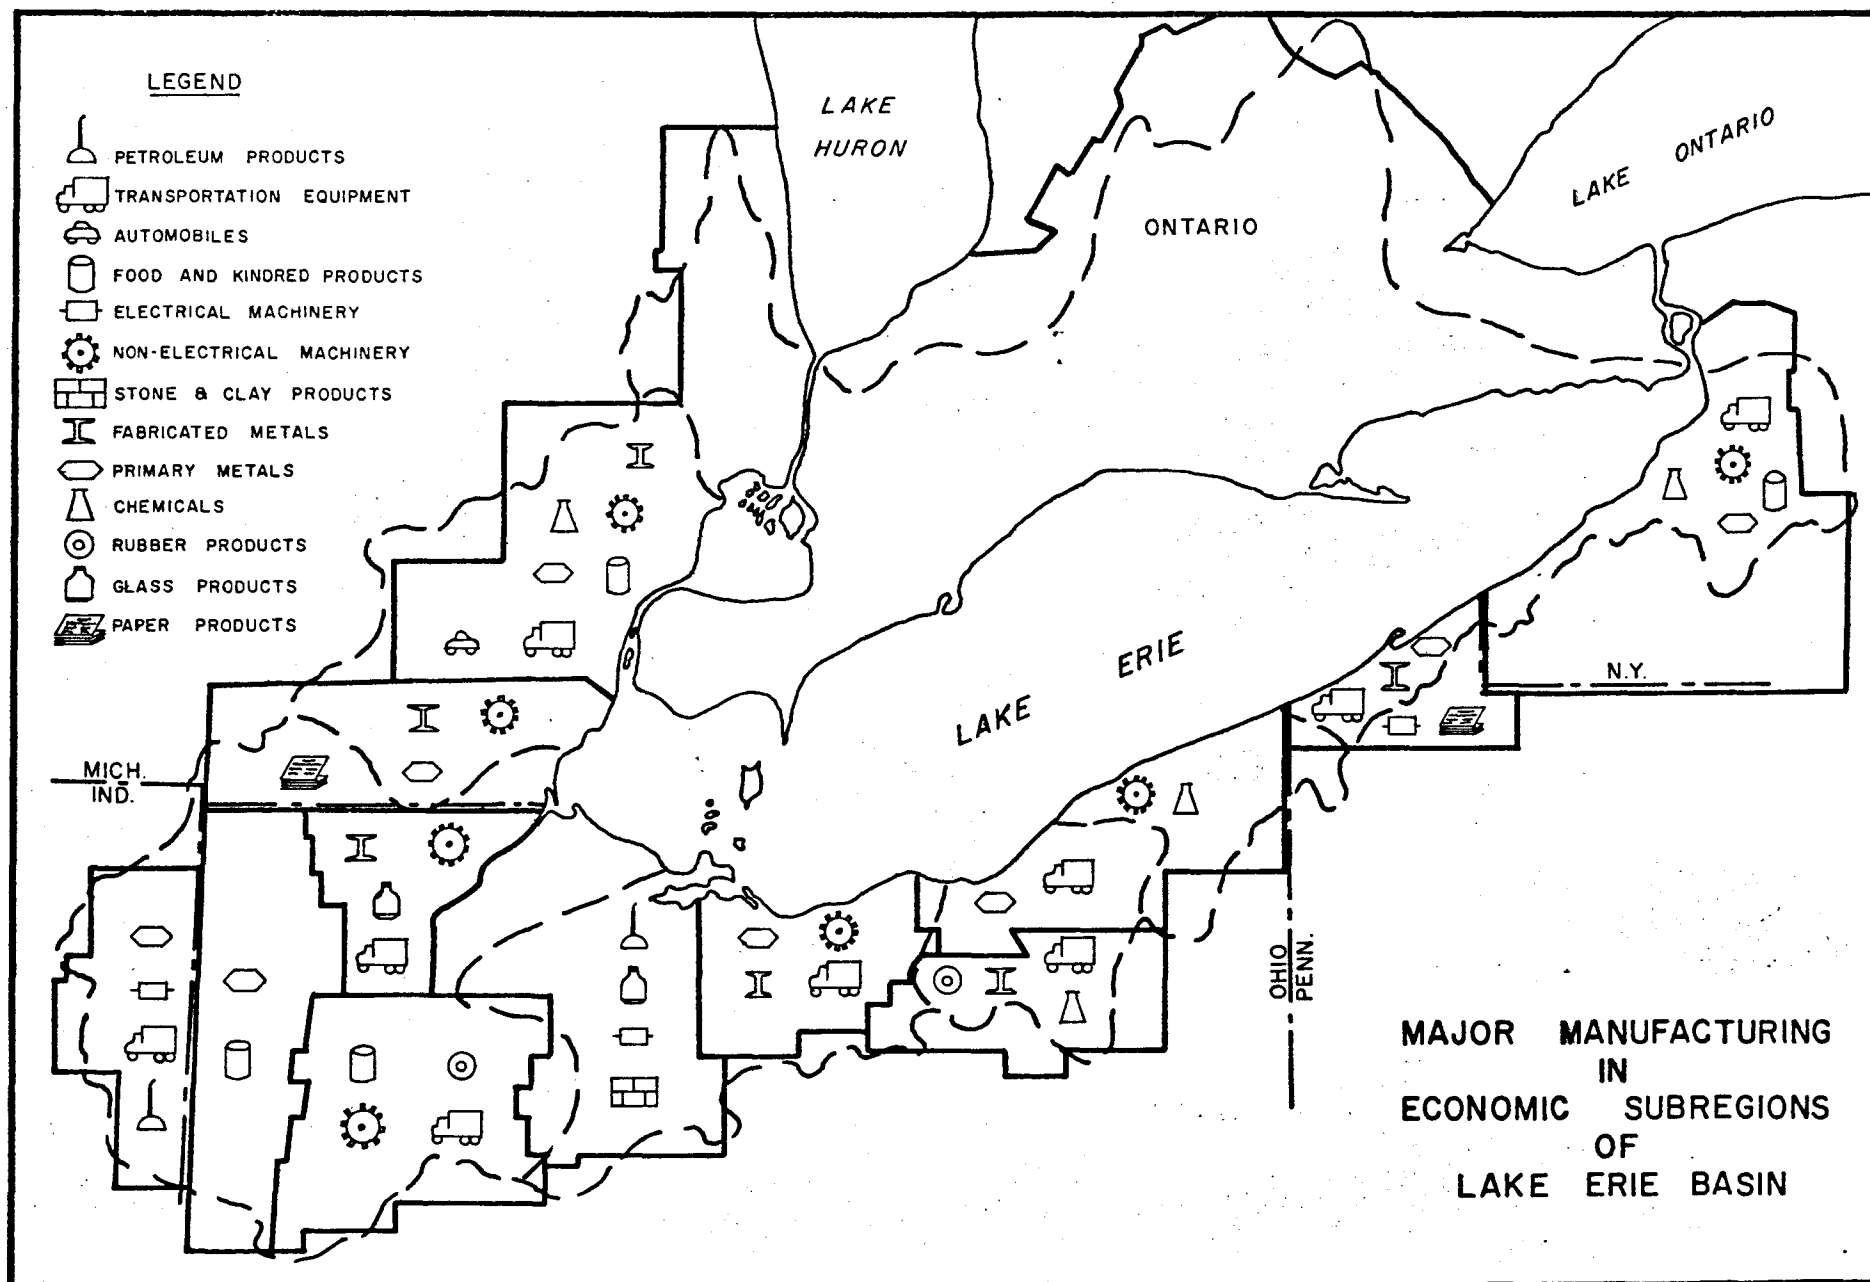 LEGEND
PETROLEUM PRODUCTS
TRANSPORTATION EQUIPMENT
AUTOMOBILES
FOOD AND KINDRED PRODUCTS
ELECTRICAL MACHINERY
NON-ELECTRICAL MACHINERY
STONE & CLAY PRODUCTS
FABRICATED METALS
PRIMARY METALS
CHEMICALS
RUBBER PRODUCTS
GLASS PRODUCTS
PAPER PRODUCTS
LAKE
HURON
ONTARIO
LAKE ONTARIO
LAKE ERIE
N.Y.
MICH.
IND.
OHIO
PENN.
MAJOR MANUFACTURING
IN
ECONOMIC SUBREGIONS
OF
LAKE ERIE BASIN